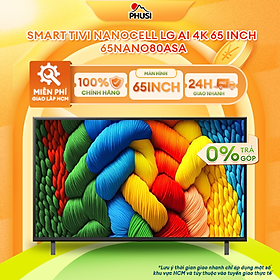 PHUSI
SMART TIVI NANOCELL LG AI 4K 65 INCH
65NANO80ASA
MIỄN PHÍ
GIAO LẮP HCM
100%
CHÍNH HÃNG
MÀN HÌNH
65INCH
24H
GIAO NHANH
0% TRẢ
GÓP
*Lưu ý thời gian giao nhanh chỉ áp dụng một số
khu vực HCM và tùy thuộc vào tuyến giao thực tế